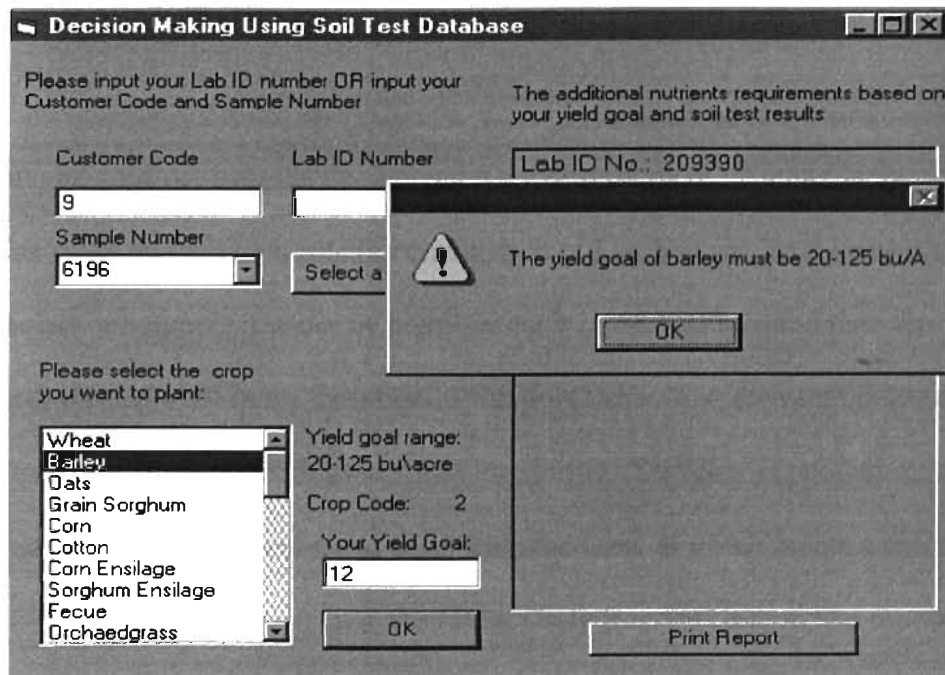 Decision Making Using Soil Test Database
Please input your Lab ID number OR input your
Customer Code and Sample Number
Customer Code
Lab ID Number
9
Sample Number
6196
Select a
The additional nutrients requirements based on
your yield goal and soil test results
Lab ID No.: 209390
The yield goal of barley must be 20-125 bu/A
OK
Please select the crop
you want to plant:
Wheat
Barley
Oats
Grain Sorghum
Corn
Cotton
Corn Ensilage
Sorghum Ensilage
Fecue
Orchaedgrass
Yield goal range:
20-125 bu\acre
Crop Code: 2
Your Yield Goal:
12
OK
Print Report